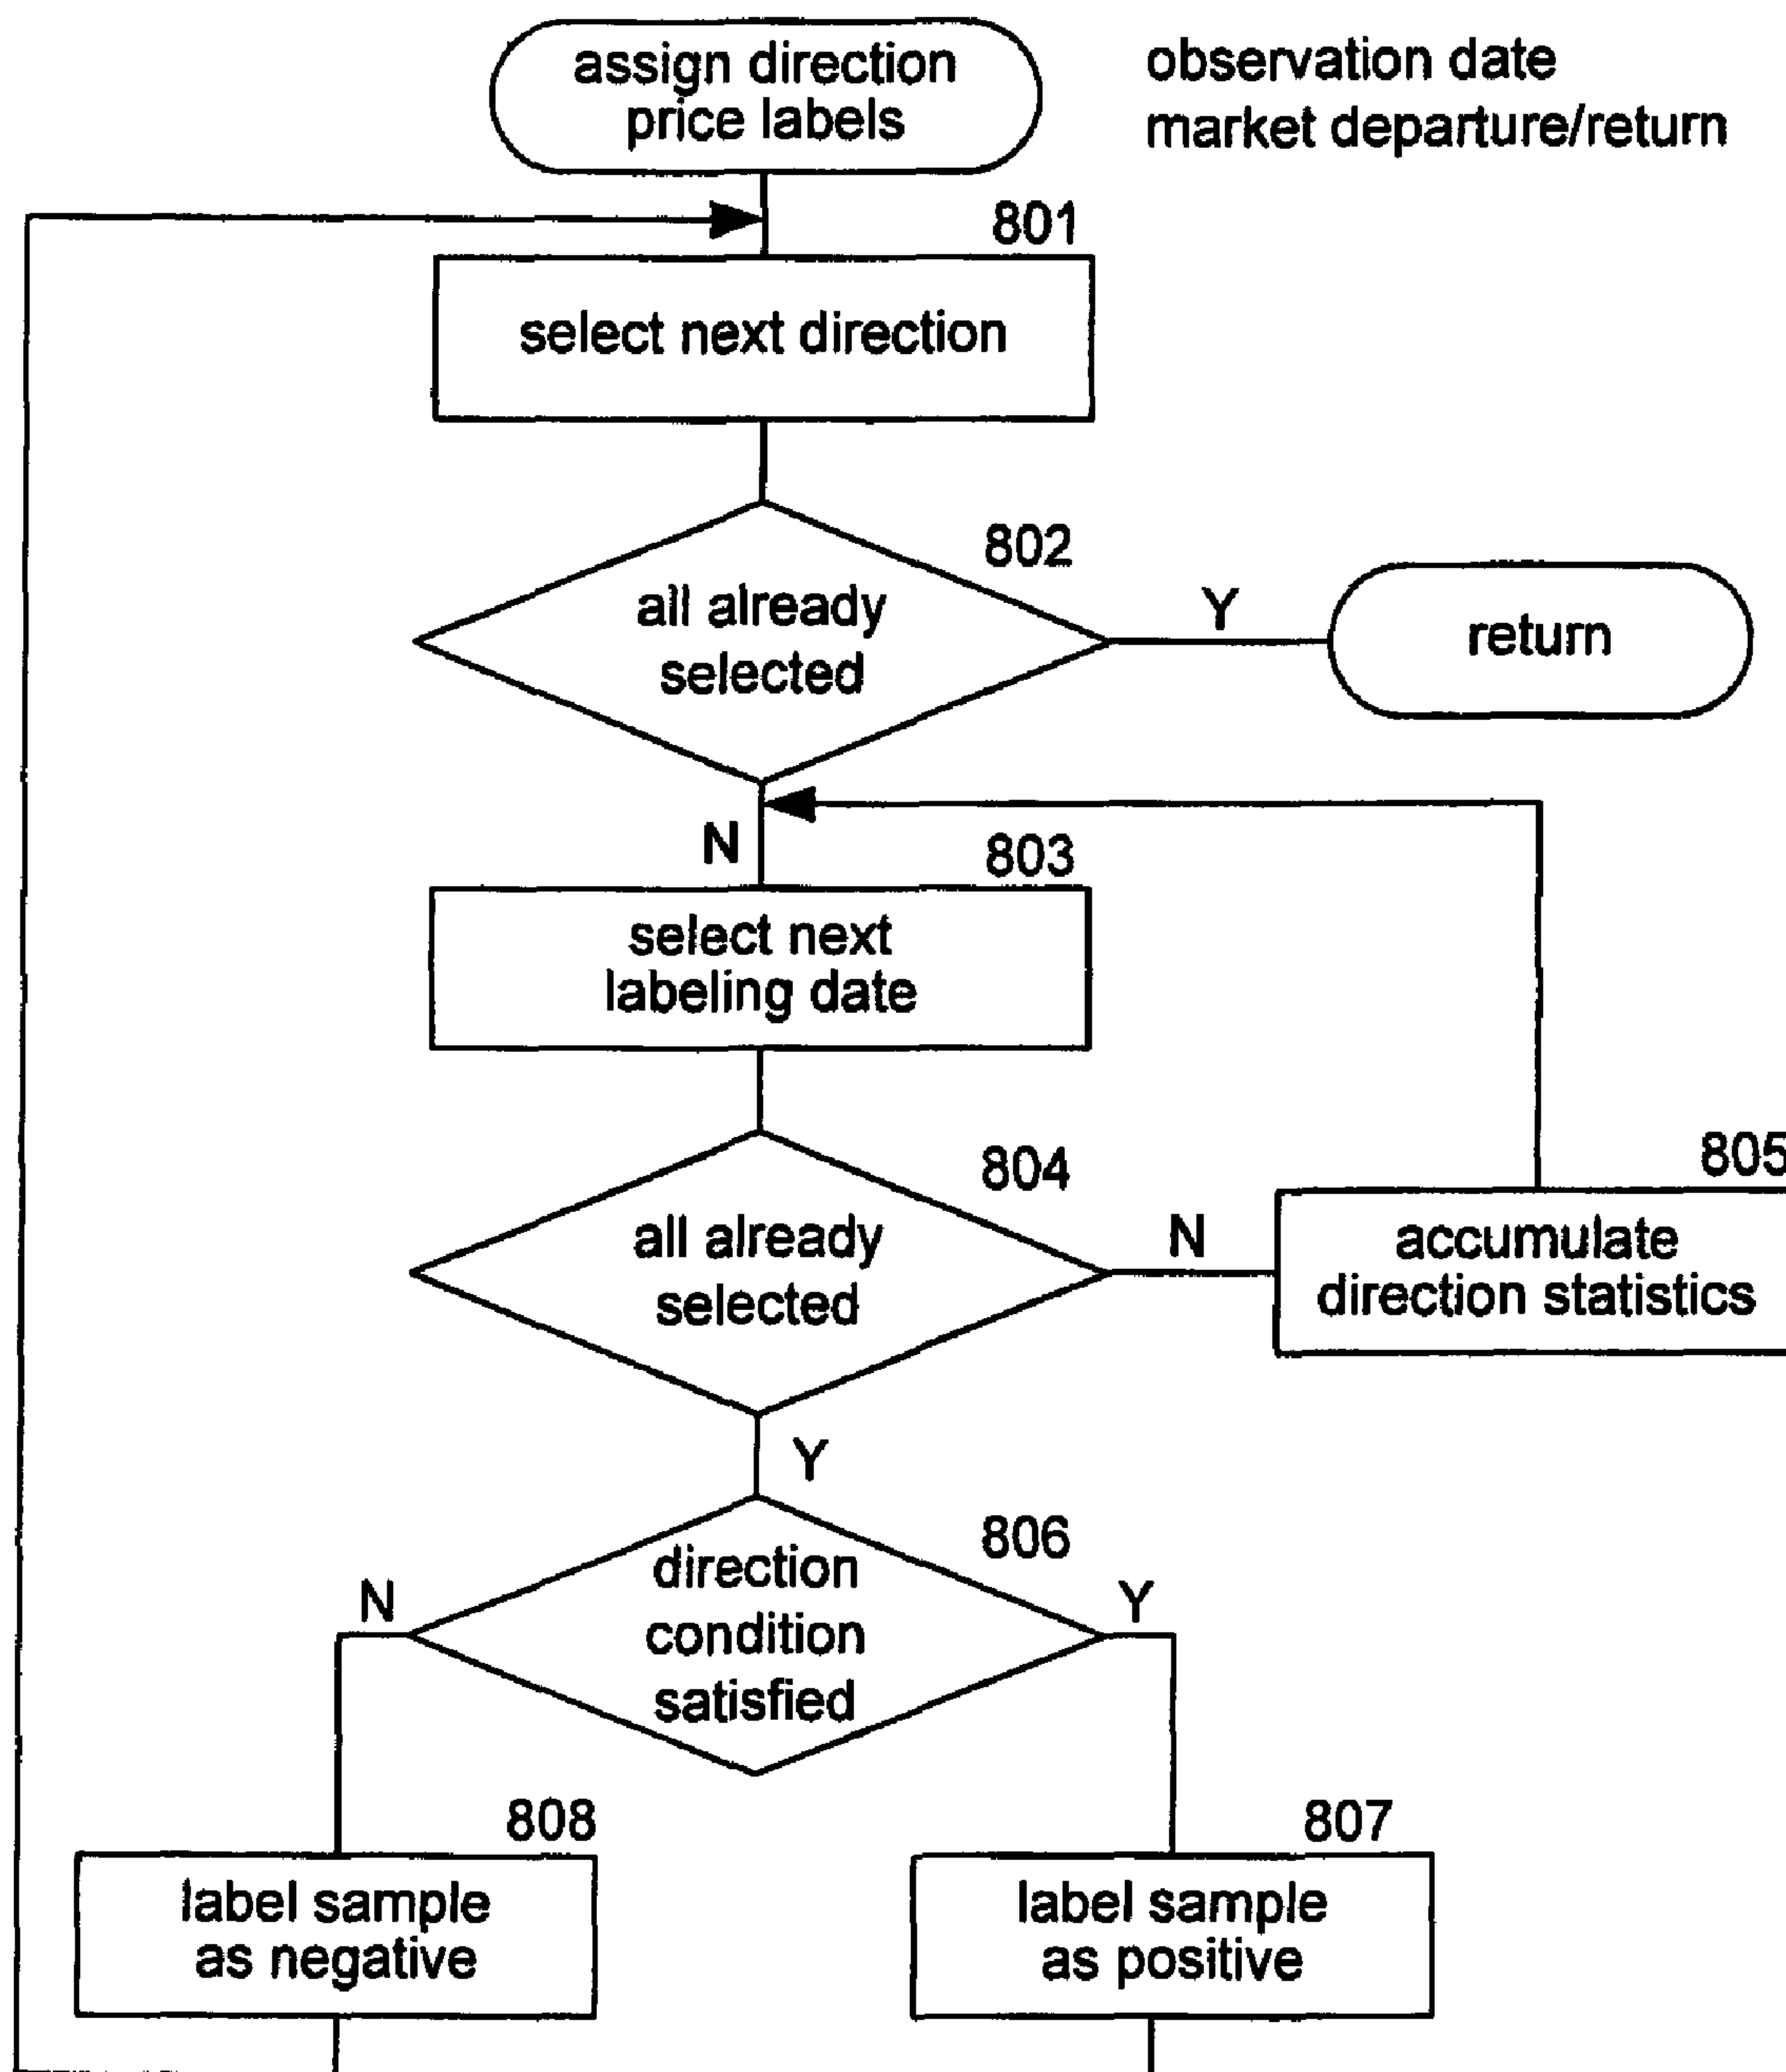 assign direction
price labels
observation date
market departure/return
801
select next direction
802
all already
selected
Y
return
N
803
select next
labeling date
804
all already
selected
N
805
accumulate
direction statistics
Y
806
direction
condition
satisfied
N
Y
808
label sample
as negative
807
label sample
as positive